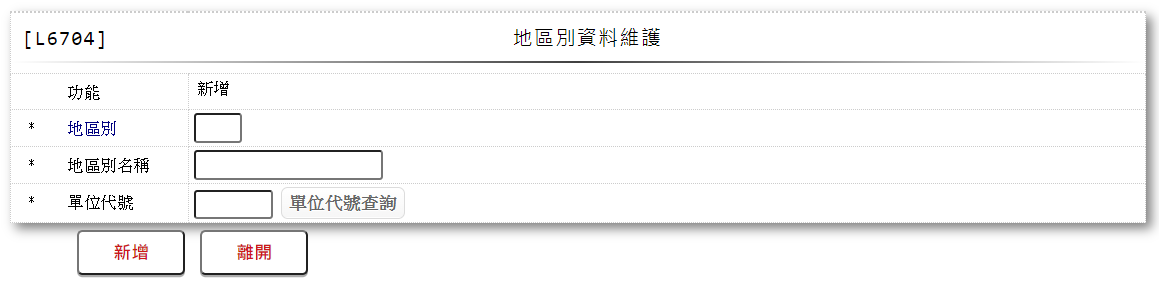 [L6704] 地區別資料維護
功能 新增
* 地區別
* 地區別名稱
* 單位代號 單位代號查詢
新增 離開